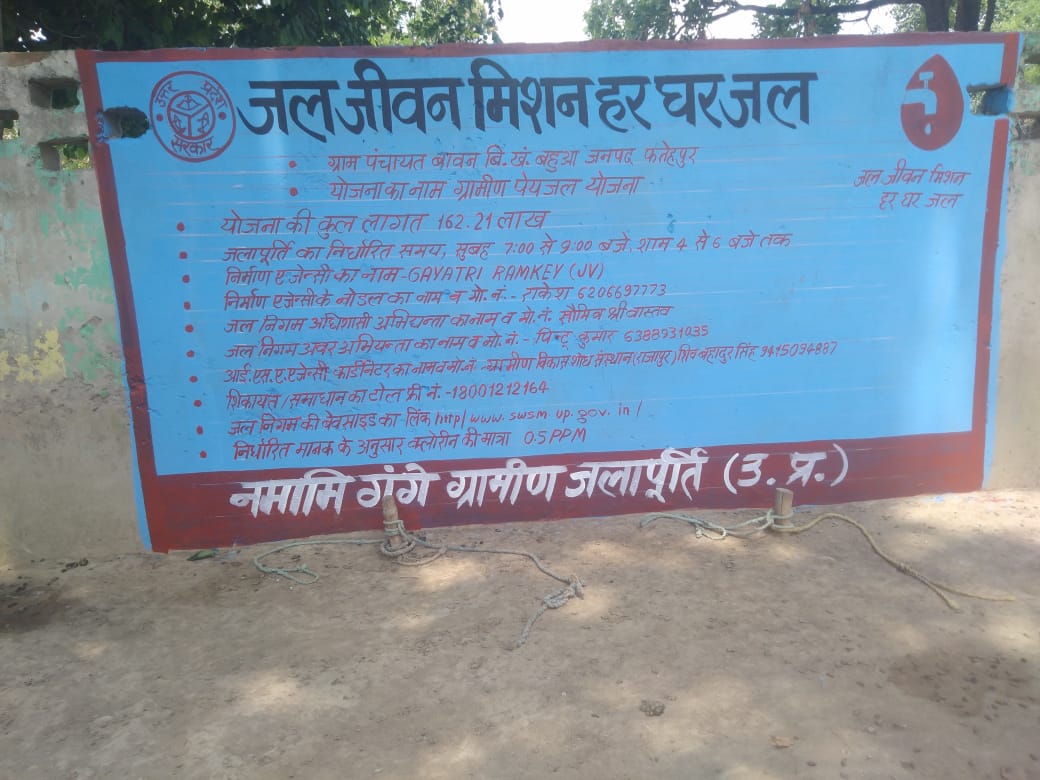 जल जीवन मिशन हर घर जल
उत्तर प्रदेश
सरकार
• ग्राम पंचायत बावन बि.खं. बहुआ जनपद फतेहपुर
• योजना का नाम ग्रामीण पेयजल योजना
जल जीवन मिशन
हर घर जल
• योजना की कुल लागत 162.21 लाख
• जलापूर्ति का निर्धारित समय, सुबह 7:00 से 9:00 बजे, शाम 4 से 6 बजे तक
• निर्माण एजेन्सी का नाम - GAYATRI RAMKEY (JV)
• निर्माण एजेन्सी के नोडल का नाम व मो. नं. - राकेश 6206697773
• जल निगम अधिशासी अभियन्ता का नाम व मो. नं. सौमित्र श्रीवास्तव
• जल निगम अवर अभियन्ता का नाम व मो. नं. - पिन्टू कुमार 6388931035
• आई.एस.ए. एजेन्सी कार्डिनेटर का नाम व मो. नं. ग्रामीण विकास शोध संस्थान (राजापुर) शिव बहादुर सिंह 9415094887
• शिकायत / समाधान का टोल फ्री नं. - 18001212164
• जल निगम की वेवसाइड का लिंक http/ www. swsm up. gov. in /
• निर्धारित मानक के अनुसार क्लोरीन की मात्रा 0.5 PPM
नमामि गंगे ग्रामीण जलापूर्ति (उ. प्र.)